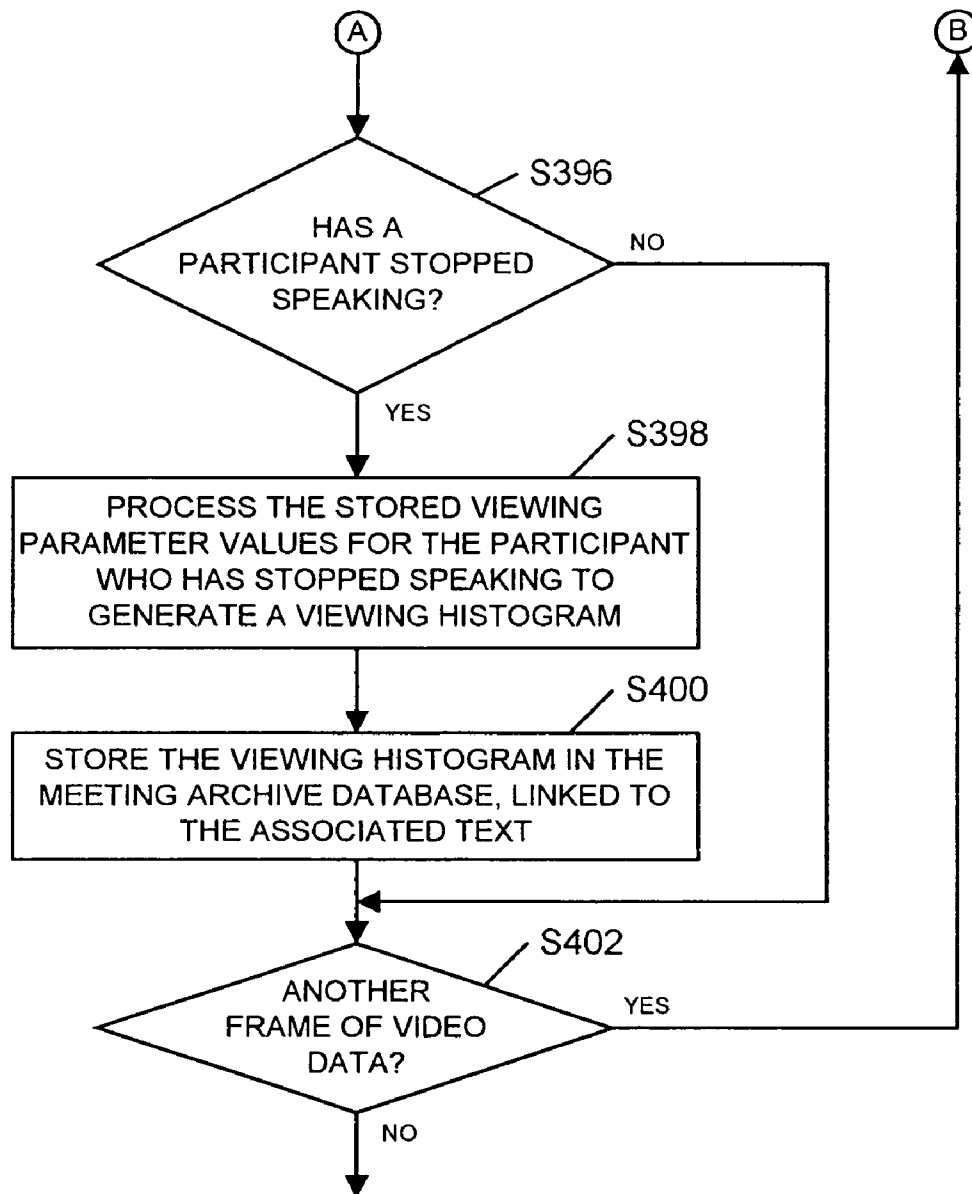 A
B
S396
HAS A
PARTICIPANT STOPPED
SPEAKING?
NO
YES
S398
PROCESS THE STORED VIEWING
PARAMETER VALUES FOR THE PARTICIPANT
WHO HAS STOPPED SPEAKING TO
GENERATE A VIEWING HISTOGRAM
S400
STORE THE VIEWING HISTOGRAM IN THE
MEETING ARCHIVE DATABASE, LINKED TO
THE ASSOCIATED TEXT
S402
ANOTHER
FRAME OF VIDEO
DATA?
YES
NO